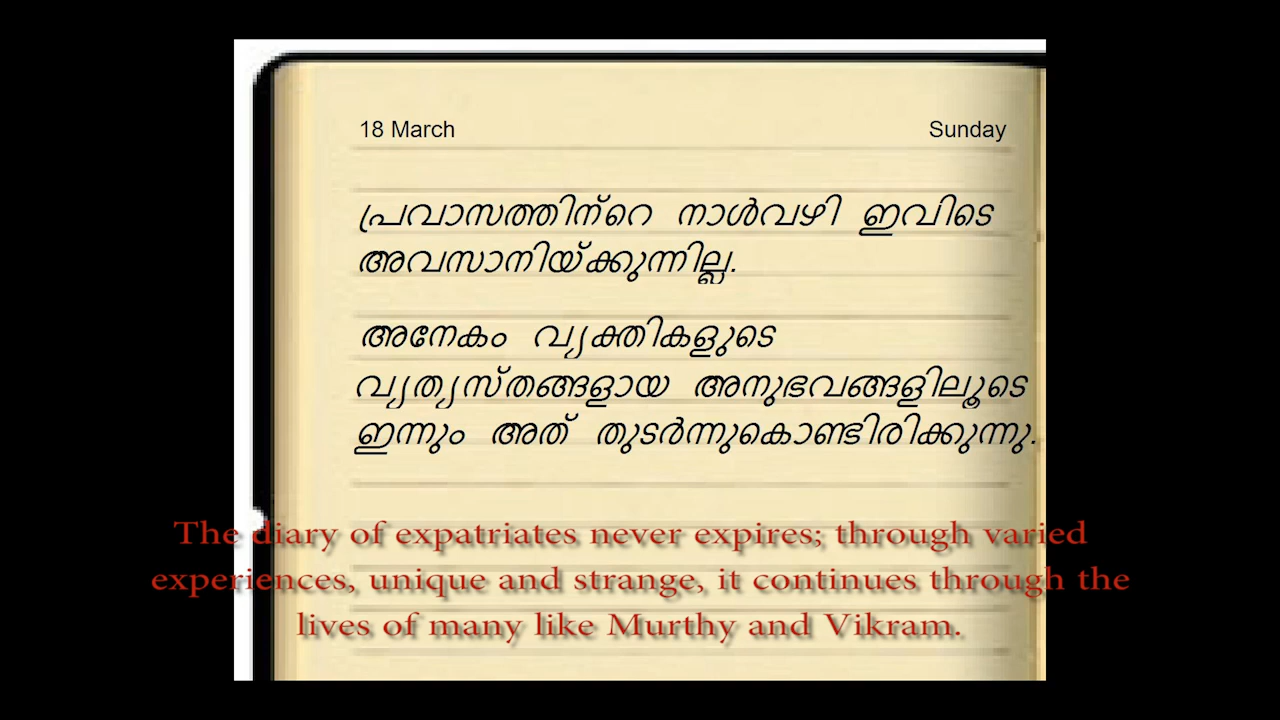 18 March Sunday
പ്രവാസത്തിന്റെ നാൾവഴി ഇവിടെ
അവസാനിയ്ക്കുന്നില്ല.
അനേകം വ്യക്തികളുടെ
വ്യത്യസ്തങ്ങളായ അനുഭവങ്ങളിലൂടെ
ഇന്നും അത് തുടർന്നുകൊണ്ടിരിക്കുന്നു.
The diary of expatriates never expires; through varied
experiences, unique and strange, it continues through the
lives of many like Murthy and Vikram.